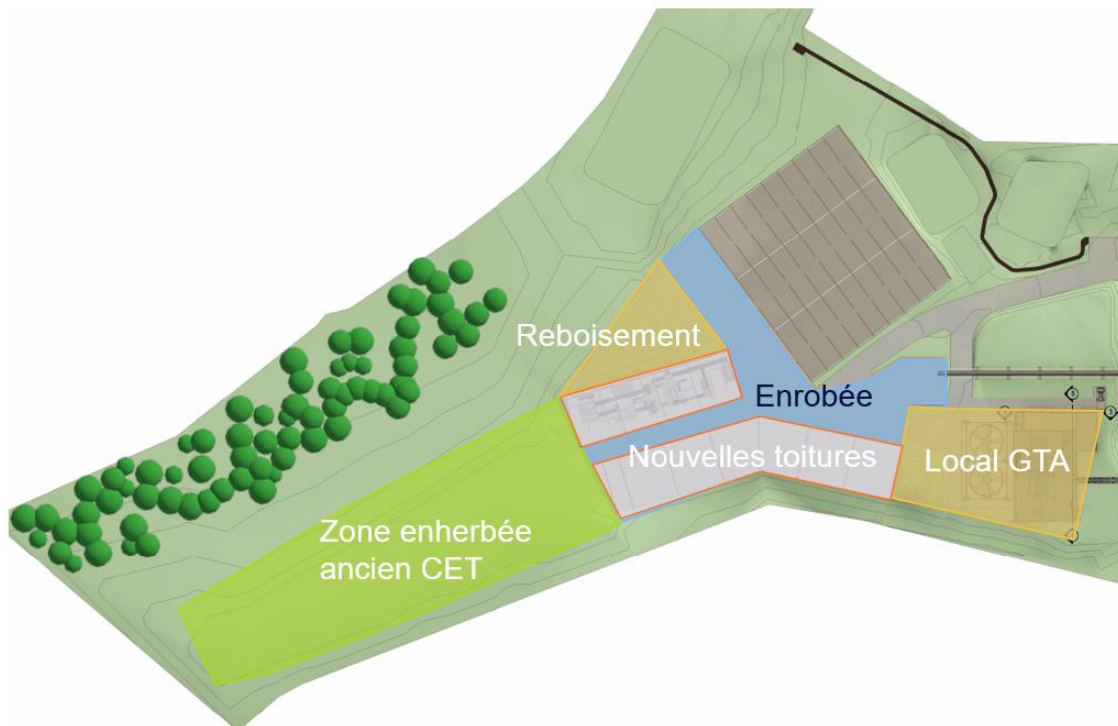 Reboisement
Enrobée
Nouvelles toitures
Local GTA
Zone enherbée
ancien CET